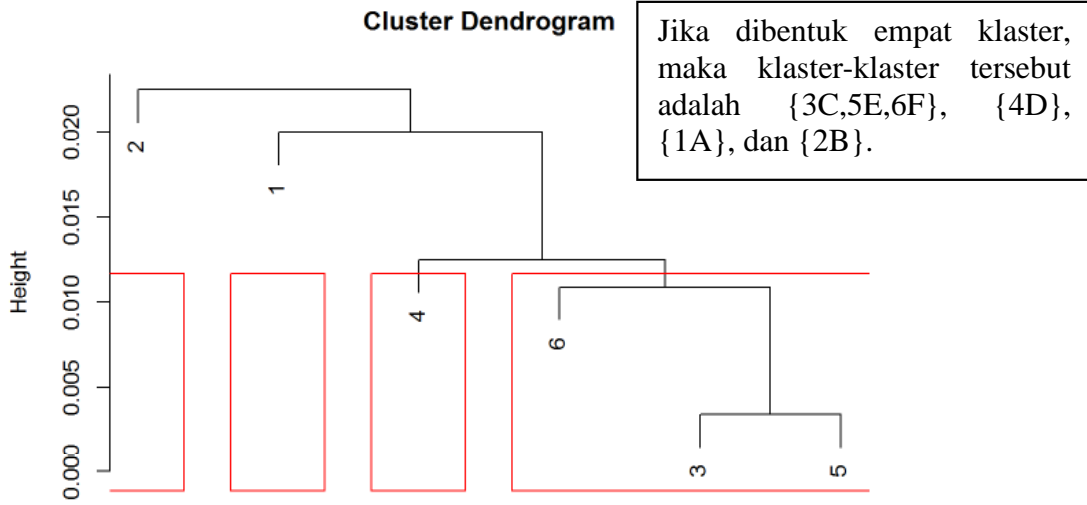 Cluster Dendrogram
Jika dibentuk empat klaster,
maka klaster-klaster tersebut
adalah {3C,5E,6F}, {4D},
{1A}, dan {2B}.
Height
0.020
0.015
0.010
0.005
0.000
2
1
4
6
3
5